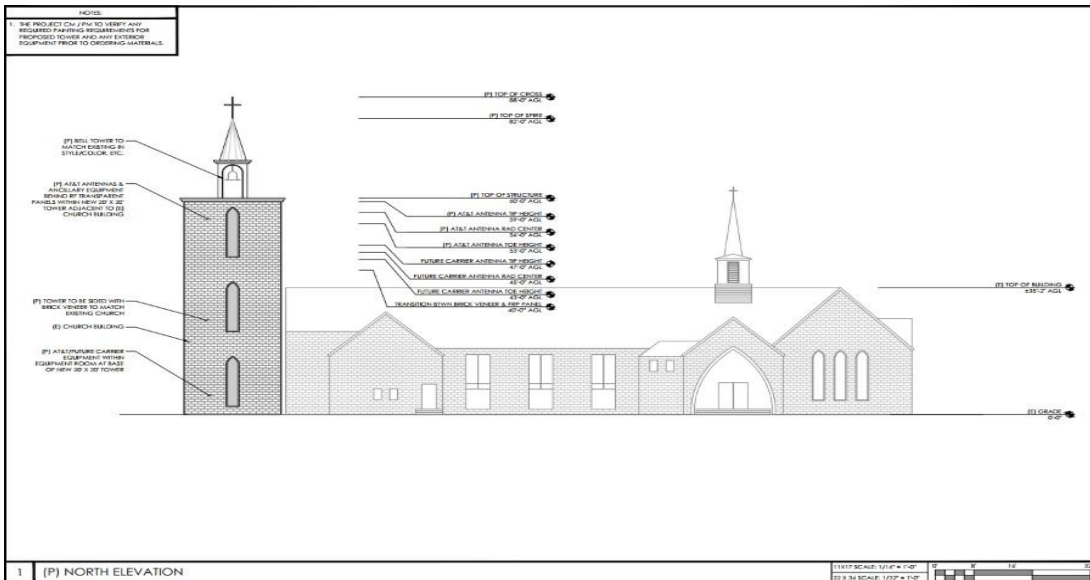 NOTES:
1. THE PROJECT CM / PM TO VERIFY ANY
REQUIRED PAINTING REQUIREMENTS FOR
PROPOSED TOWER AND ANY EXTERIOR
EQUIPMENT PRIOR TO ORDERING MATERIALS.
(P) TOP OF CROSS
88'-0" AGL
(P) TOP OF SPIRE
82'-0" AGL
(P) BELL TOWER TO
MATCH EXISTING IN
STYLE/COLOR, ETC.
(P) AT&T ANTENNAS &
ANCILLARY EQUIPMENT
BEHIND RF TRANSPARENT
PANELS WITHIN NEW 20' X 20'
TOWER ADJACENT TO (E)
CHURCH BUILDING
(P) TOP OF STRUCTURE
60'-0" AGL
(P) AT&T ANTENNA TIP HEIGHT
59'-0" AGL
(P) AT&T ANTENNA RAD CENTER
56'-0" AGL
(P) AT&T ANTENNA TOE HEIGHT
53'-0" AGL
FUTURE CARRIER ANTENNA TIP HEIGHT
47'-0" AGL
FUTURE CARRIER ANTENNA RAD CENTER
45'-0" AGL
FUTURE CARRIER ANTENNA TOE HEIGHT
43'-0" AGL
TRANSITION BTWN BRICK VENEER & FRP PANEL
40'-0" AGL
(E) TOP OF BUILDING
±35'-2" AGL
(P) TOWER TO BE SIDED WITH
BRICK VENEER TO MATCH
EXISTING CHURCH
(E) CHURCH BUILDING
(P) AT&T/FUTURE CARRIER
EQUIPMENT WITHIN
EQUIPMENT ROOM AT BASE
OF NEW 20' X 20' TOWER
(E) GRADE
0'-0"
1 (P) NORTH ELEVATION
11X17 SCALE: 1/16" = 1'-0"
22 X 34 SCALE: 1/32" = 1'-0"
0' 8' 16'